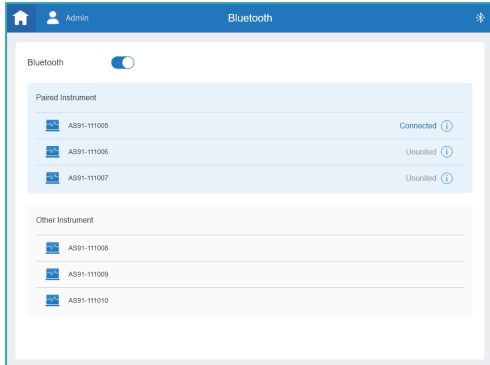 Admin
Bluetooth
Bluetooth
Paired Instrument
AS91-111005 Connected
AS91-111006 Ununited
AS91-111007 Ununited
Other Instrument
AS91-111008
AS91-111009
AS91-111010